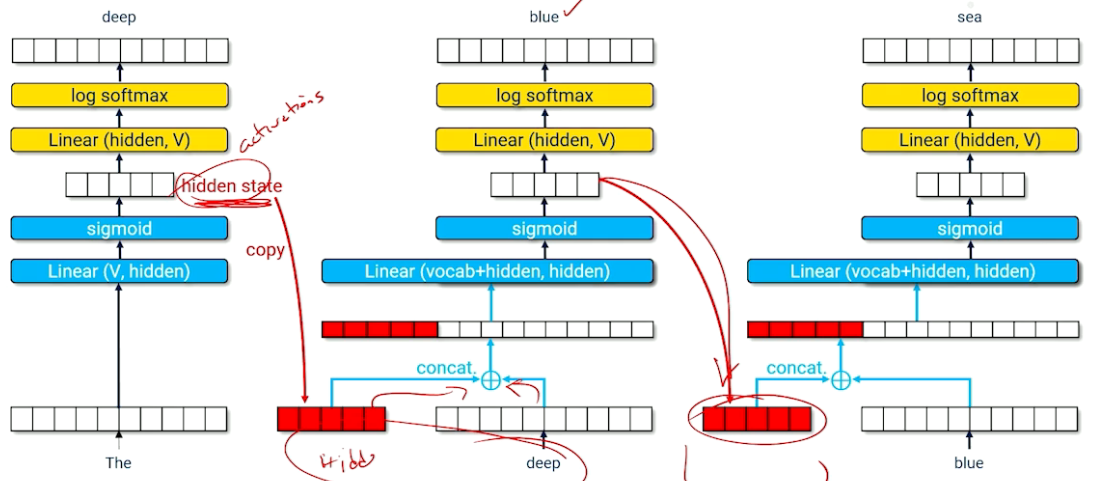 deep
blue
sea
log softmax
log softmax
log softmax
activations
Linear (hidden, V)
Linear (hidden, V)
Linear (hidden, V)
hidden state
sigmoid
sigmoid
sigmoid
copy
Linear (V, hidden)
Linear (vocab+hidden, hidden)
Linear (vocab+hidden, hidden)
concat.
concat.
The
deep
blue